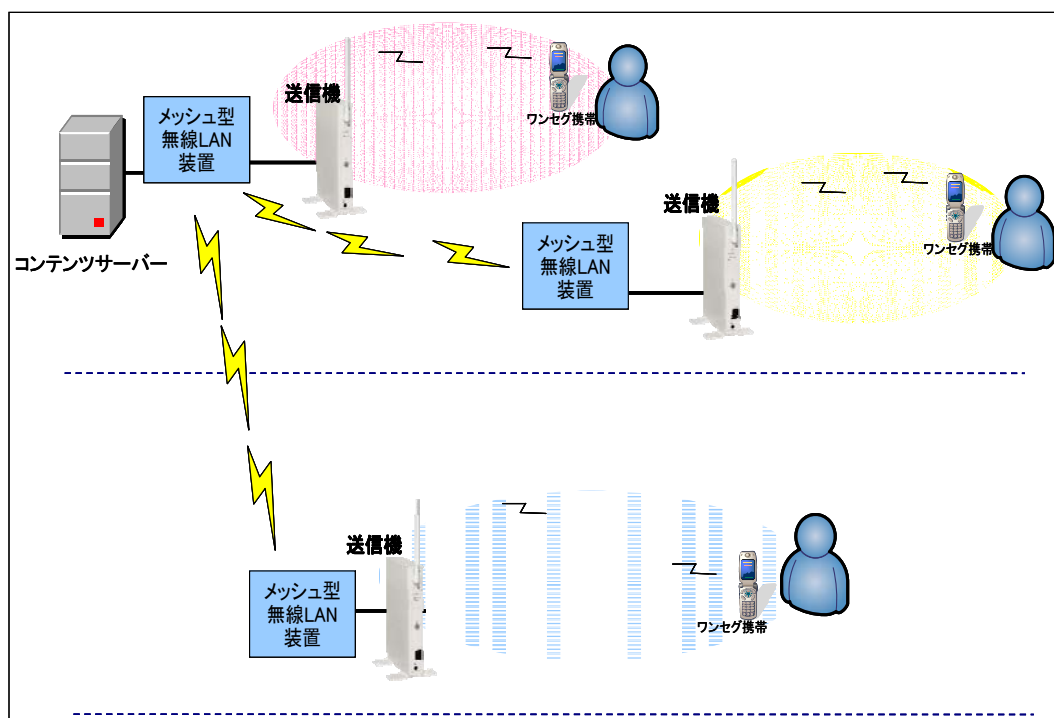 送信機
メッシュ型
無線LAN
装置
ワンセグ携帯
コンテンツサーバー
送信機
メッシュ型
無線LAN
装置
ワンセグ携帯
送信機
メッシュ型
無線LAN
装置
ワンセグ携帯